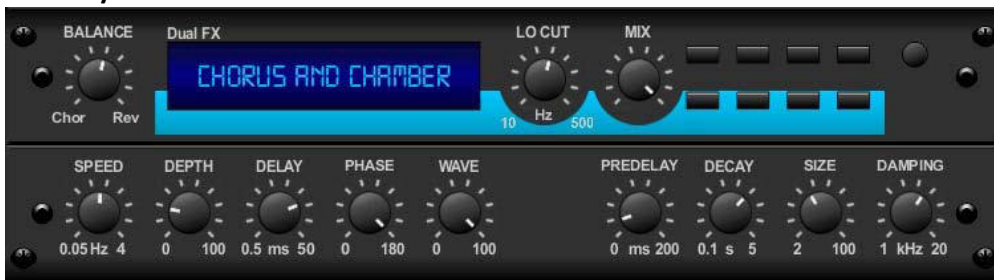 BALANCE Dual FX LO CUT MIX
CHORUS AND CHAMBER
Chor Rev 10 Hz 500
SPEED DEPTH DELAY PHASE WAVE PREDELAY DECAY SIZE DAMPING
0.05 Hz 4 0 100 0.5 ms 50 0 180 0 100 0 ms 200 0.1 s 5 2 100 1 kHz 20